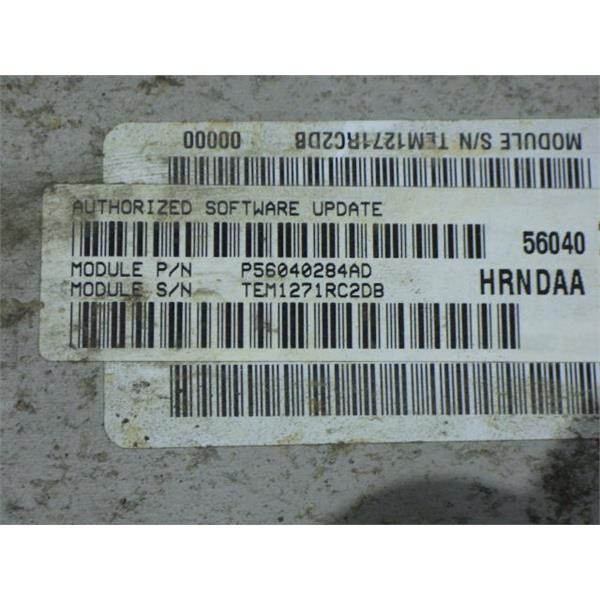 MODULE S/N TEM1271RC2DB 00000
AUTHORIZED SOFTWARE UPDATE
56040
MODULE P/N P56040284AD
MODULE S/N TEM1271RC2DB
HRNDAA